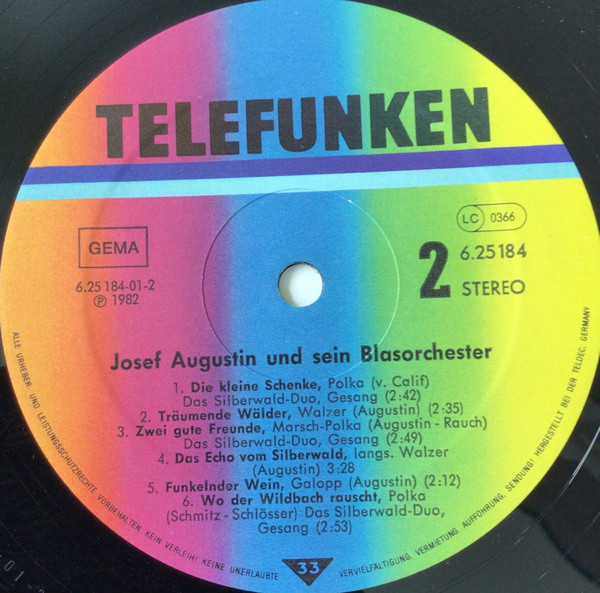 TELEFUNKEN
GEMA
LC 0366
6.25184-01-2
℗ 1982
2
6.25184
STEREO
Josef Augustin und sein Blasorchester
1. Die kleine Schenke, Polka (v. Calif)
Das Silberwald-Duo, Gesang (2:42)
2. Träumende Wälder, Walzer (Augustin) (2:35)
3. Zwei gute Freunde, Marsch-Polka (Augustin - Rauch)
Das Silberwald-Duo, Gesang (2:49)
4. Das Echo vom Silberwald, langs. Walzer
(Augustin) 3:28
5. Funkelnder Wein, Galopp (Augustin) (2:12)
6. Wo der Wildbach rauscht, Polka
(Schmitz - Schlösser) Das Silberwald-Duo,
Gesang (2:53)
33
ALLE URHEBER- UND LEISTUNGSSCHUTZRECHTE VORBEHALTEN. KEIN VERLEIH! KEINE UNERLAUBTE VERVIELFÄLTIGUNG, VERMIETUNG, AUFFÜHRUNG, SENDUNG! HERGESTELLT BEI DER TELDEC, GERMANY